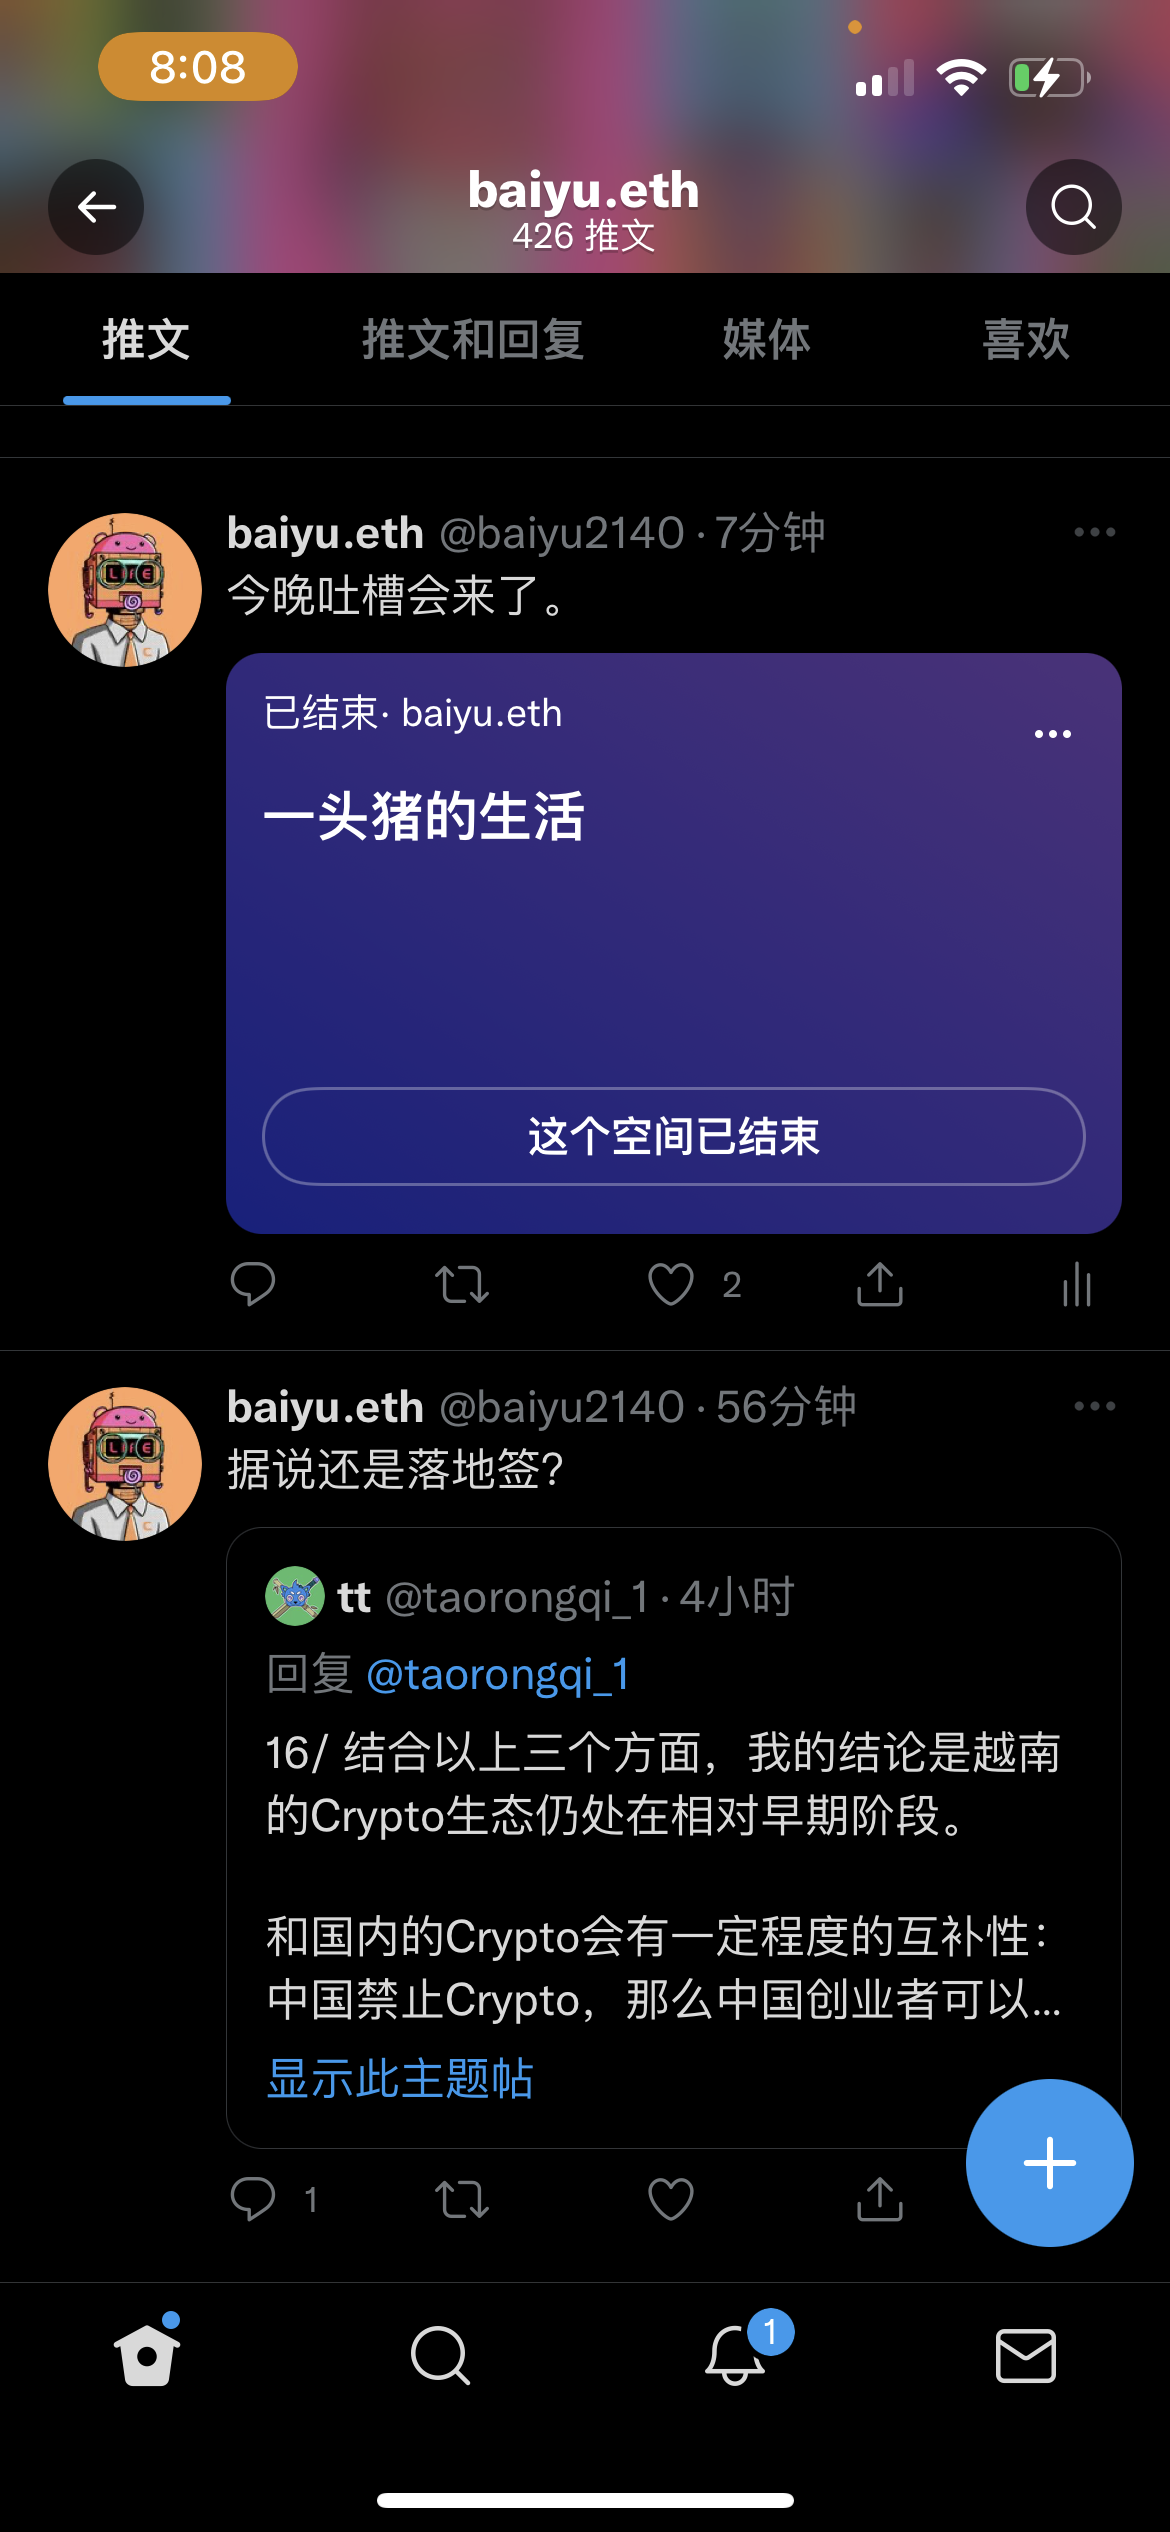 8:08
baiyu.eth
426 推文
推文 推文和回复 媒体 喜欢
baiyu.eth @baiyu2140 · 7分钟
今晚吐槽会来了。
已结束· baiyu.eth
一头猪的生活
这个空间已结束
2
baiyu.eth @baiyu2140 · 56分钟
据说还是落地签?
tt @taorongqi_1 · 4小时
回复 @taorongqi_1
16/ 结合以上三个方面，我的结论是越南
的Crypto生态仍处在相对早期阶段。
和国内的Crypto会有一定程度的互补性：
中国禁止Crypto，那么中国创业者可以...
显示此主题帖
1
1
LIFE
C
LIFE
C